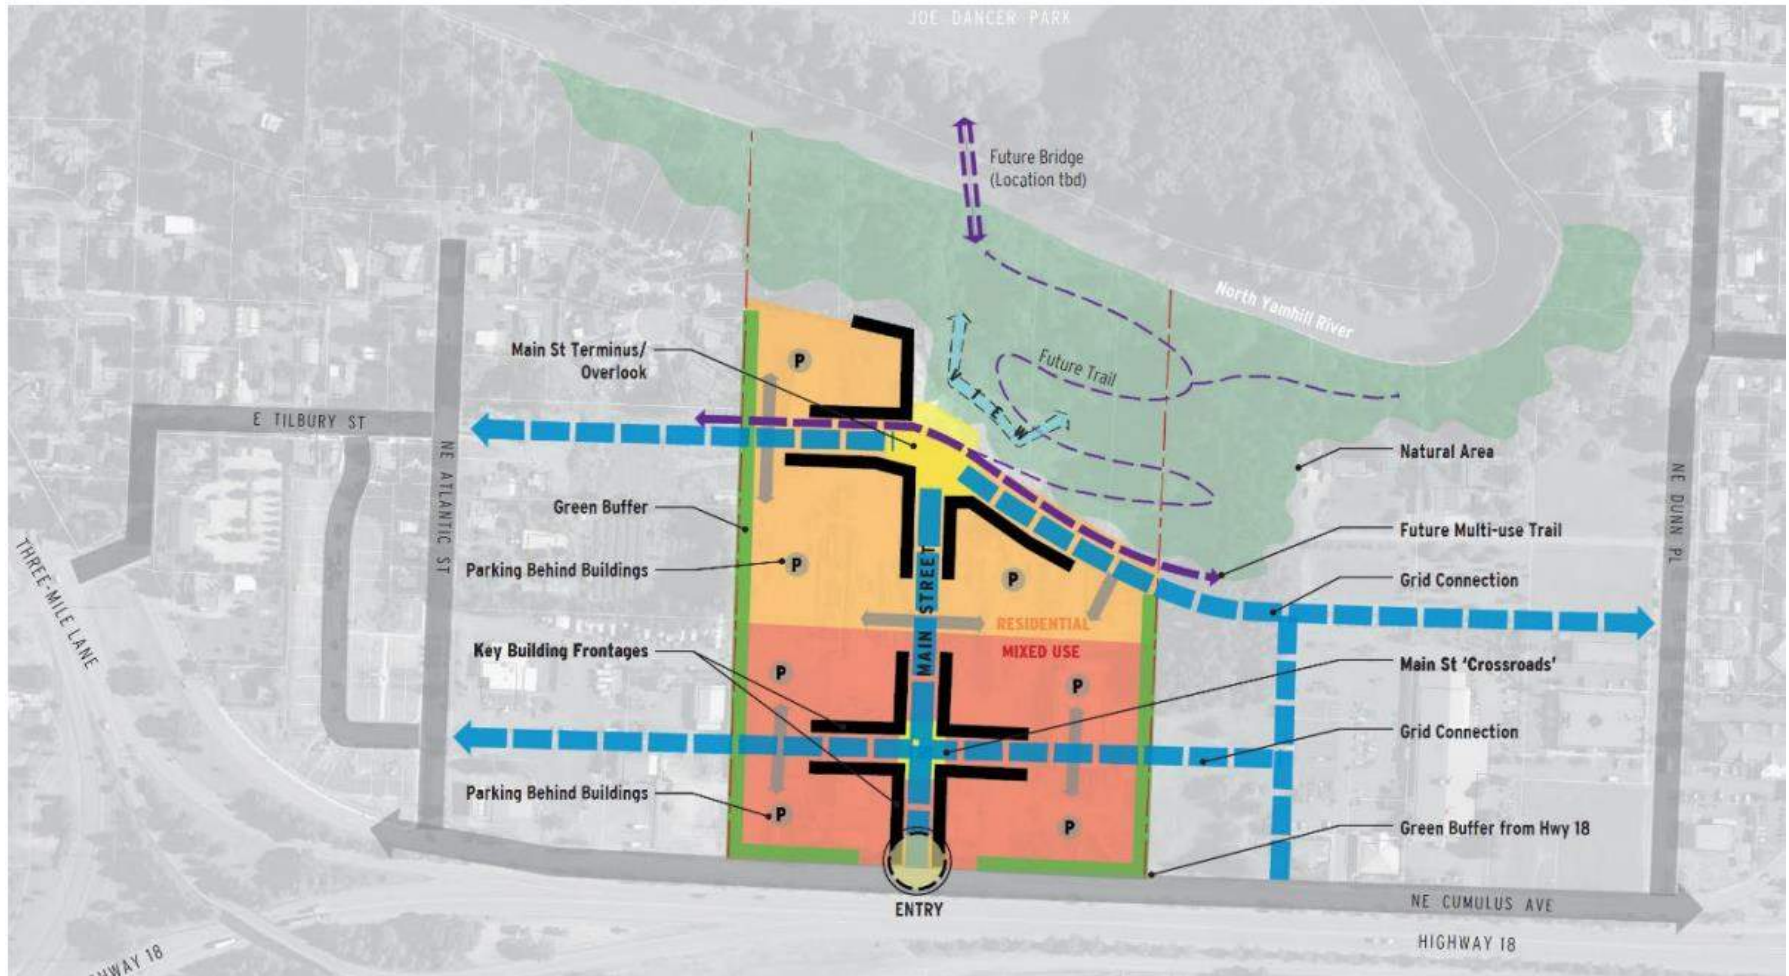 JOE DANCER PARK
Future Bridge
(Location tbd)
North Yamhill River
Main St Terminus/
Overlook
P
VIEW
Future Trail
E TILBURY ST
NE ATLANTIC ST
Natural Area
NE DUNN PL
Green Buffer
Future Multi-use Trail
THREE-MILE LANE
Parking Behind Buildings
P
P
Grid Connection
MAIN STREET
RESIDENTIAL
Key Building Frontages
MIXED USE
Main St 'Crossroads'
P
P
Grid Connection
Parking Behind Buildings
P
P
Green Buffer from Hwy 18
ENTRY
NE CUMULUS AVE
HIGHWAY 18
HWAY 18